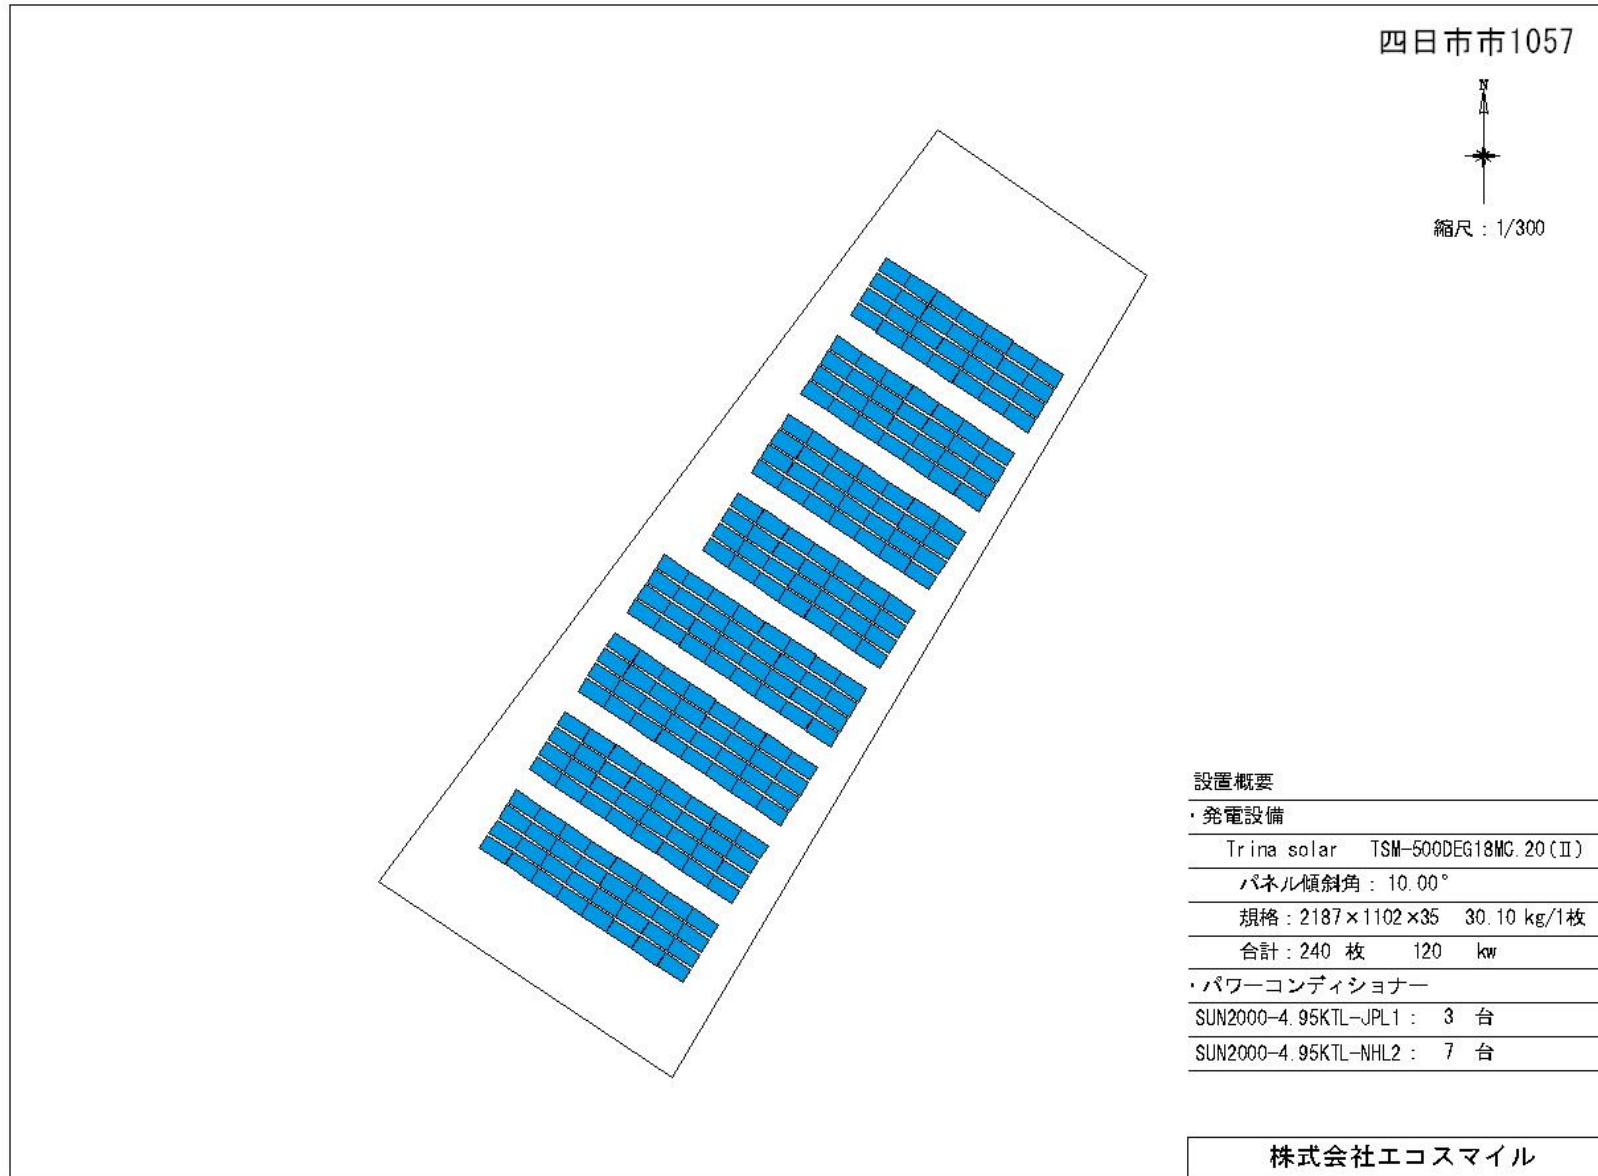 四日市市1057
N
縮尺：1/300
設置概要
・発電設備
Trina solar TSM-500DEG18MC.20(Ⅱ)
パネル傾斜角：10.00°
規格：2187×1102×35 30.10 kg/1枚
合計：240 枚 120 kw
・パワーコンディショナー
SUN2000-4.95KTL-JPL1： 3 台
SUN2000-4.95KTL-NHL2： 7 台
株式会社エコスマイル